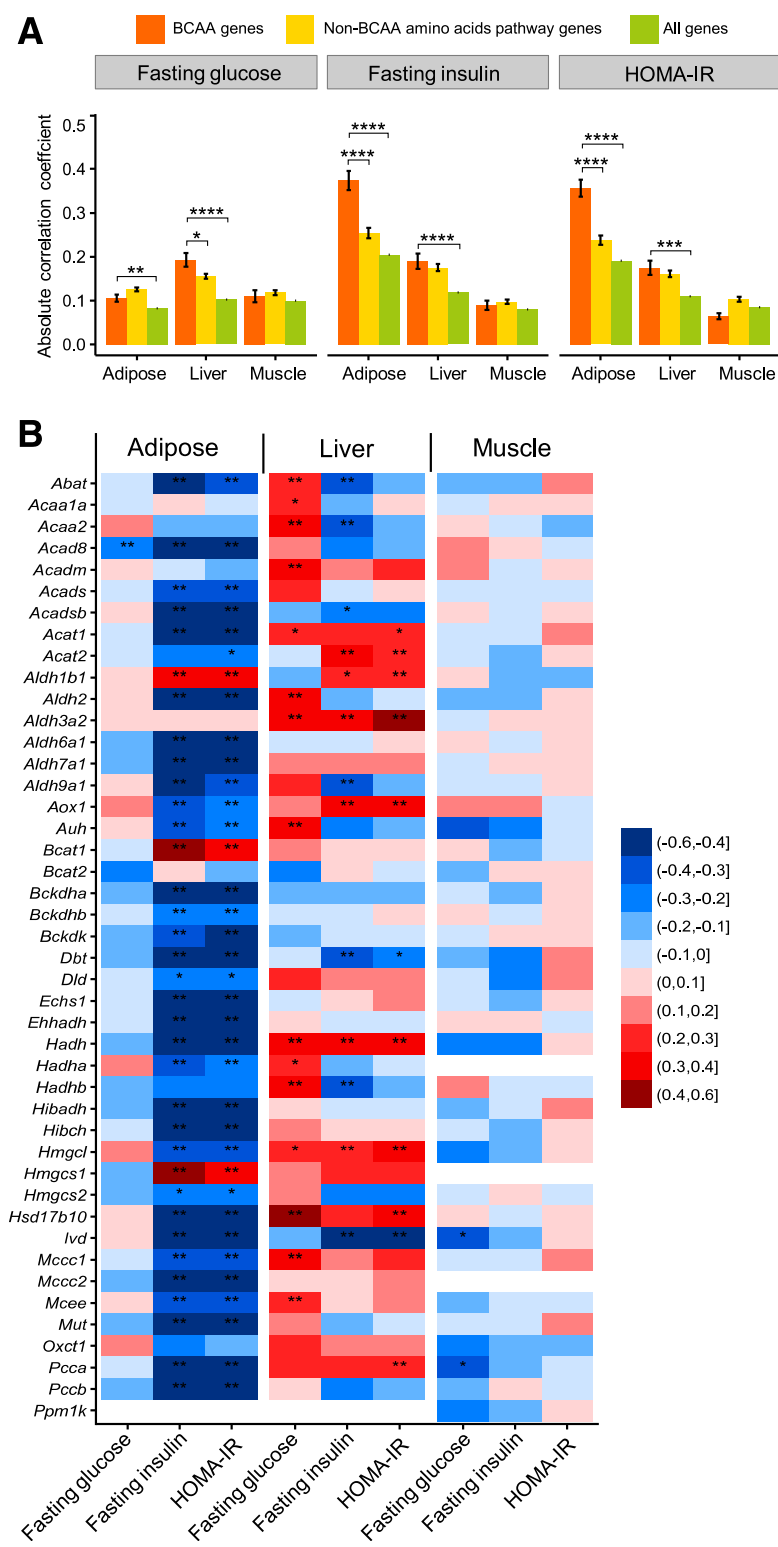 A
BCAA genes Non-BCAA amino acids pathway genes All genes
Fasting glucose Fasting insulin HOMA-IR
Absolute correlation coeffcient
0.5
0.4
0.3
0.2
0.1
0.0
** * **** **** **** **** **** **** ***
Adipose Liver Muscle Adipose Liver Muscle Adipose Liver Muscle
B
Adipose Liver Muscle
Abat ** ** ** **
Acaa1a *
Acaa2 ** **
Acad8 ** ** **
Acadm **
Acads ** **
Acadsb ** ** *
Acat1 ** ** * *
Acat2 * ** **
Aldh1b1 ** ** * **
Aldh2 ** ** **
Aldh3a2 ** ** **
Aldh6a1 ** **
Aldh7a1 ** **
Aldh9a1 ** ** **
Aox1 ** ** ** **
Auh ** ** **
Bcat1 ** **
Bcat2
Bckdha ** **
Bckdhb ** **
Bckdk ** **
Dbt ** ** ** *
Dld * *
Echs1 ** **
Ehhadh ** **
Hadh ** ** ** ** **
Hadha ** ** *
Hadhb ** **
Hibadh ** **
Hibch ** **
Hmgcl ** ** * ** **
Hmgcs1 ** **
Hmgcs2 * *
Hsd17b10 ** ** ** **
Ivd ** ** ** ** *
Mccc1 ** ** **
Mccc2 ** **
Mcee ** ** **
Mut ** **
Oxct1
Pcca ** ** ** *
Pccb ** **
Ppm1k
(-0.6,-0.4]
(-0.4,-0.3]
(-0.3,-0.2]
(-0.2,-0.1]
(-0.1,0]
(0,0.1]
(0.1,0.2]
(0.2,0.3]
(0.3,0.4]
(0.4,0.6]
Fasting glucose Fasting insulin HOMA-IR Fasting glucose Fasting insulin HOMA-IR Fasting glucose Fasting insulin HOMA-IR